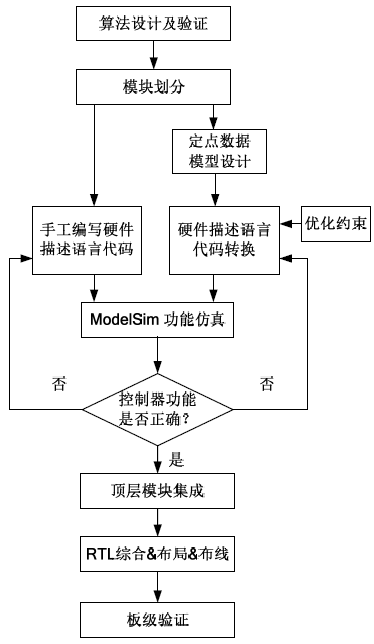 算法设计及验证
模块划分
定点数据
模型设计
手工编写硬件
描述语言代码
硬件描述语言
代码转换
优化约束
ModelSim 功能仿真
否
控制器功能
是否正确？
否
是
顶层模块集成
RTL综合&布局&布线
板级验证